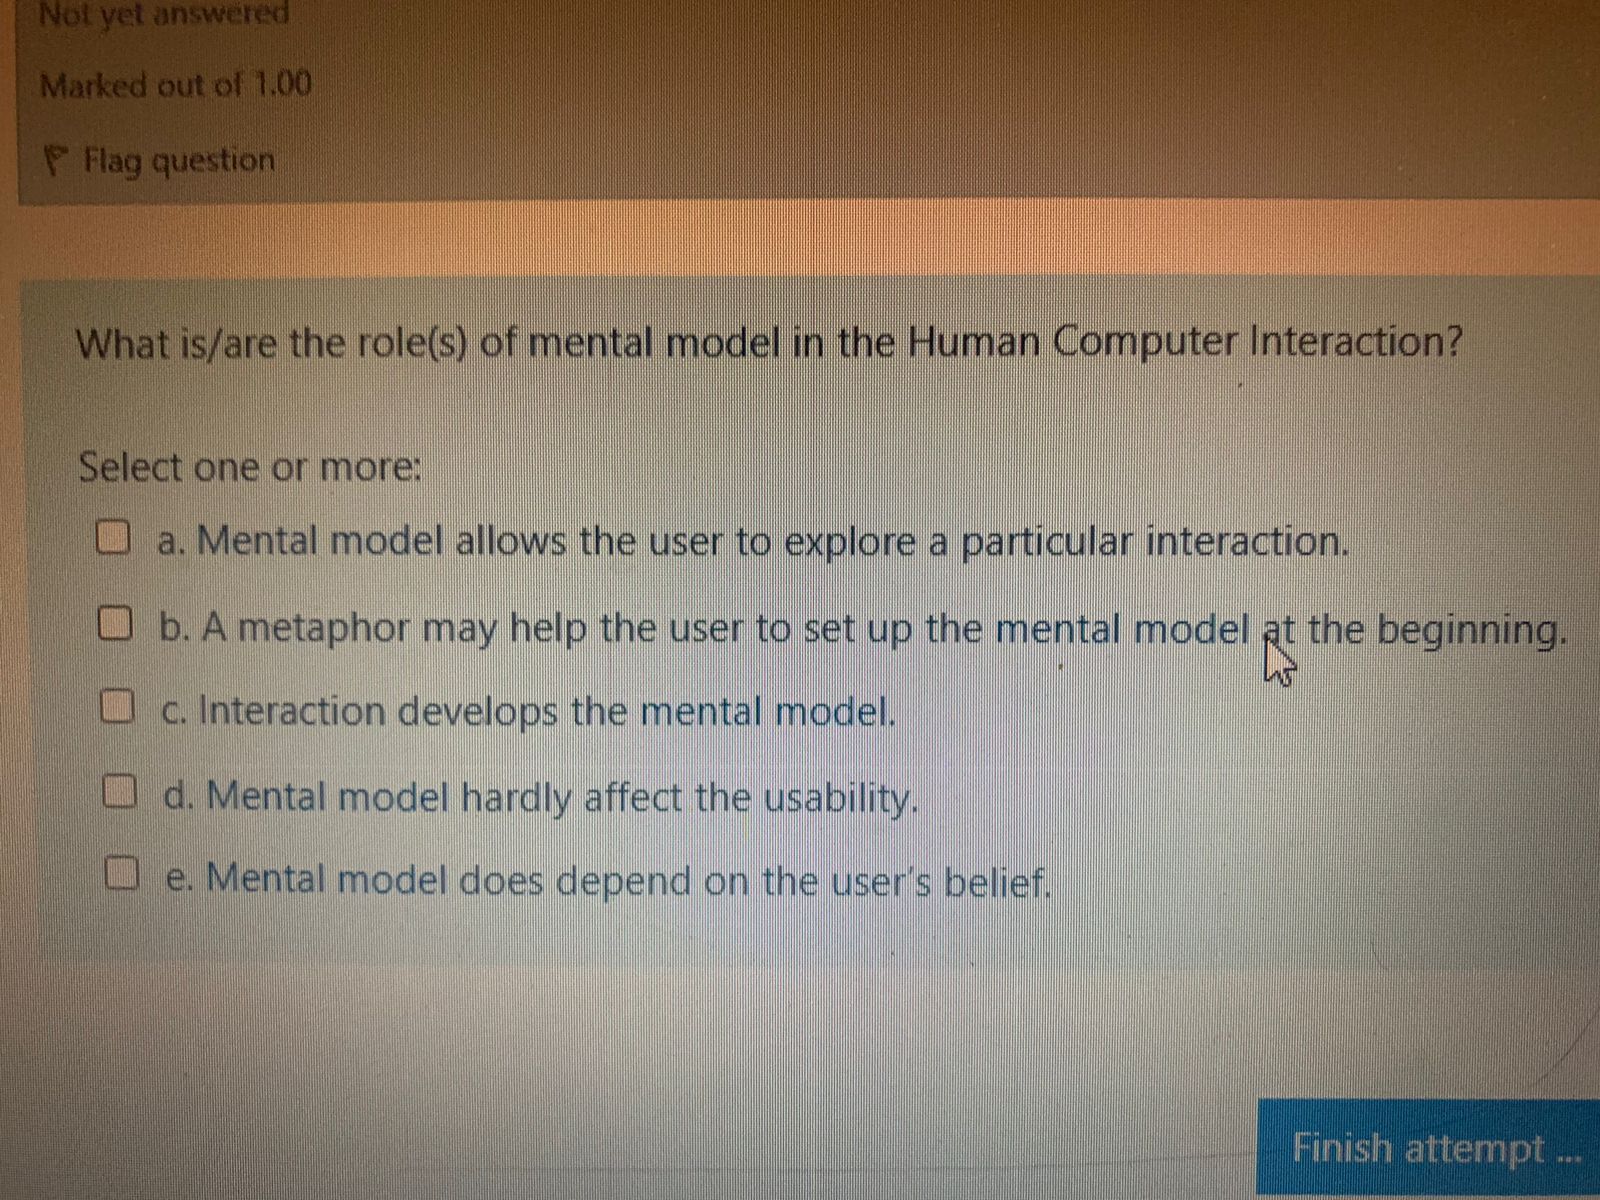 Not yet answered
Marked out of 1.00
Flag question
What is/are the role(s) of mental model in the Human Computer Interaction?
Select one or more:
a. Mental model allows the user to explore a particular interaction.
b. A metaphor may help the user to set up the mental model at the beginning.
c. Interaction develops the mental model.
d. Mental model hardly affect the usability.
e. Mental model does depend on the user's belief.
Finish attempt ...